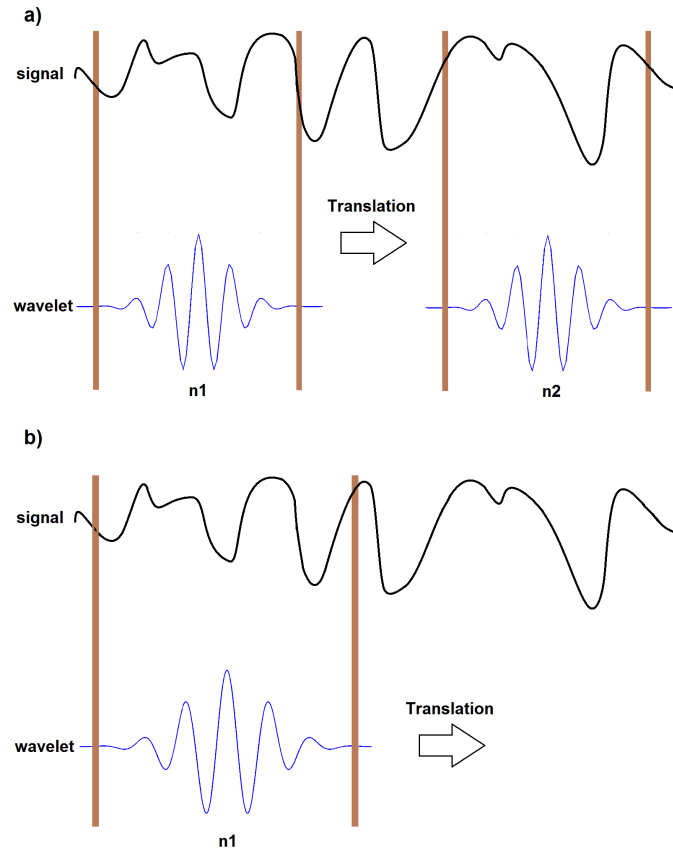 a)
signal
Translation
wavelet
n1
n2
b)
signal
Translation
wavelet
n1